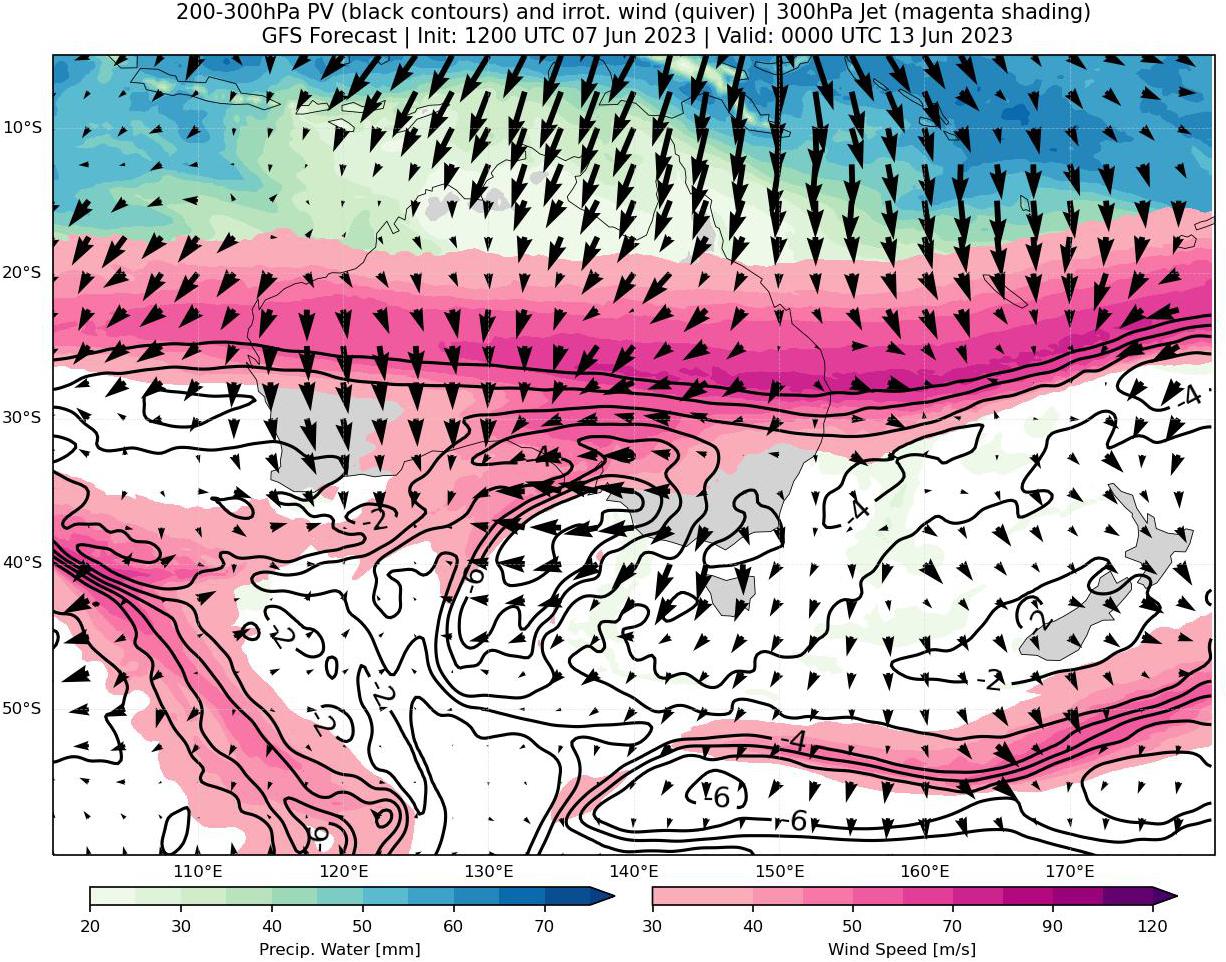 200-300hPa PV (black contours) and irrot. wind (quiver) | 300hPa Jet (magenta shading)
GFS Forecast | Init: 1200 UTC 07 Jun 2023 | Valid: 0000 UTC 13 Jun 2023
10°S
20°S
30°S
40°S
50°S
-4
-4
-2
-4
-6
0
-2
-2
0
-2
-2
-2
-4
-6
-6
0
-6
110°E 120°E 130°E 140°E 150°E 160°E 170°E
20 30 40 50 60 70
Precip. Water [mm]
30 40 50 70 90 120
Wind Speed [m/s]